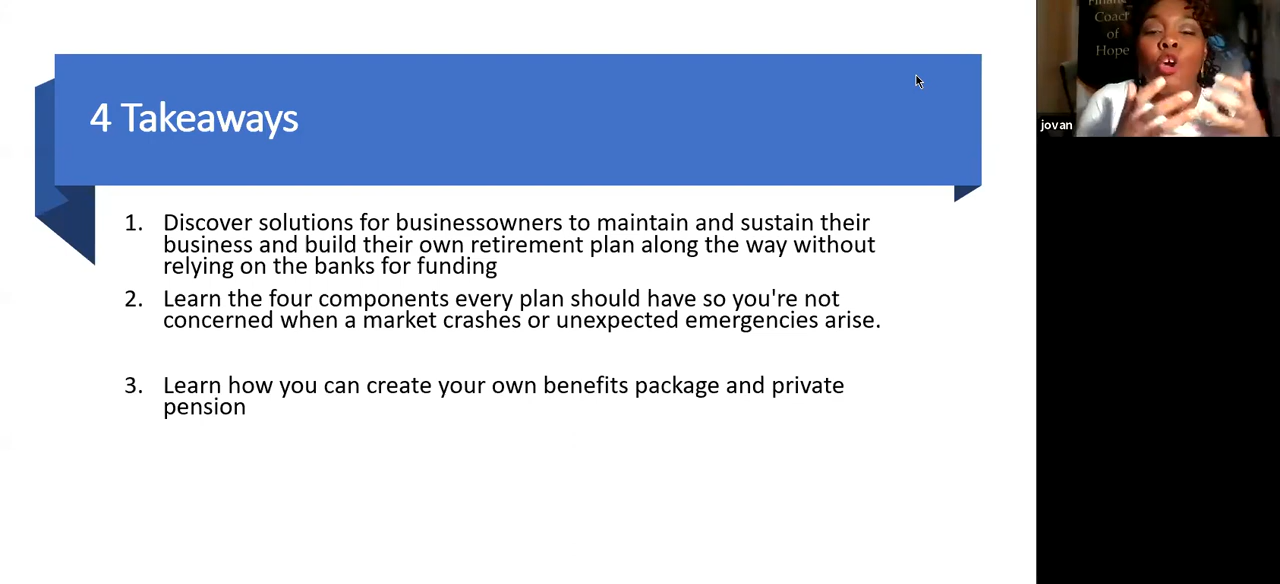 4 Takeaways
1. Discover solutions for businessowners to maintain and sustain their
business and build their own retirement plan along the way without
relying on the banks for funding
2. Learn the four components every plan should have so you're not
concerned when a market crashes or unexpected emergencies arise.
3. Learn how you can create your own benefits package and private
pension
Coach
of
Hope
jovan